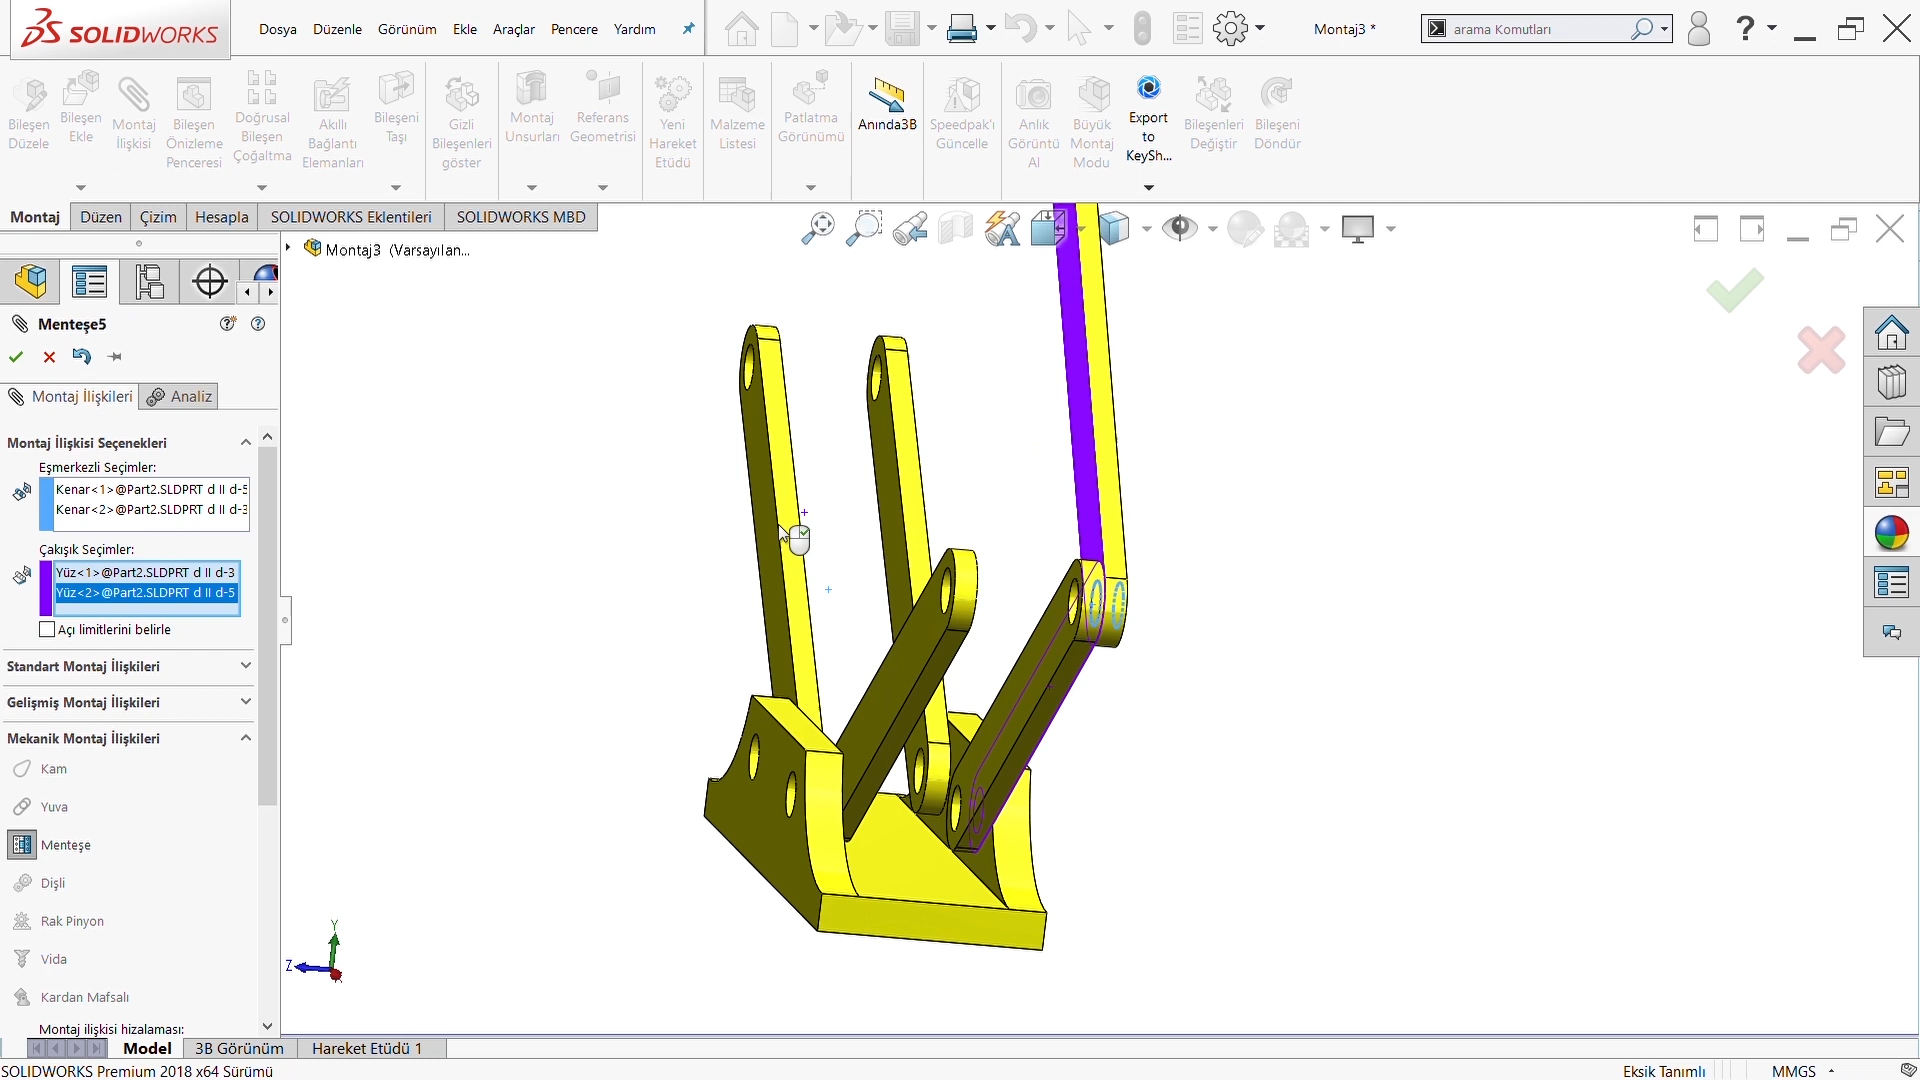 SOLIDWORKS
Dosya Düzenle Görünüm Ekle Araçlar Pencere Yardım
Montaj3 *
arama Komutları
Bileşen Düzele
Bileşen Ekle
Montaj İlişkisi
Bileşen Önizleme Penceresi
Doğrusal Bileşen Çoğaltma
Akıllı Bağlantı Elemanları
Bileşeni Taşı
Gizli Bileşenleri göster
Montaj Unsurları
Referans Geometrisi
Yeni Hareket Etüdü
Malzeme Listesi
Patlatma Görünümü
Anında3B
Speedpak'ı Güncelle
Anlık Görüntü Al
Büyük Montaj Modu
Export to KeySh...
Bileşenleri Değiştir
Bileşeni Döndür
Montaj Düzen Çizim Hesapla SOLIDWORKS Eklentileri SOLIDWORKS MBD
Montaj3 (Varsayılan...
Menteşe5
Montaj İlişkileri Analiz
Montaj İlişkisi Seçenekleri
Eşmerkezli Seçimler:
Kenar<1>@Part2.SLDPRT d II d-5
Kenar<2>@Part2.SLDPRT d II d-3
Çakışık Seçimler:
Yüz<1>@Part2.SLDPRT d II d-3
Yüz<2>@Part2.SLDPRT d II d-5
Açı limitlerini belirle
Standart Montaj İlişkileri
Gelişmiş Montaj İlişkileri
Mekanik Montaj İlişkileri
Kam
Yuva
Menteşe
Dişli
Rak Pinyon
Vida
Kardan Mafsalı
Montaj ilişkisi hizalaması:
Y
Z
Model 3B Görünüm Hareket Etüdü 1
SOLIDWORKS Premium 2018 x64 Sürümü
Eksik Tanımlı MMGS